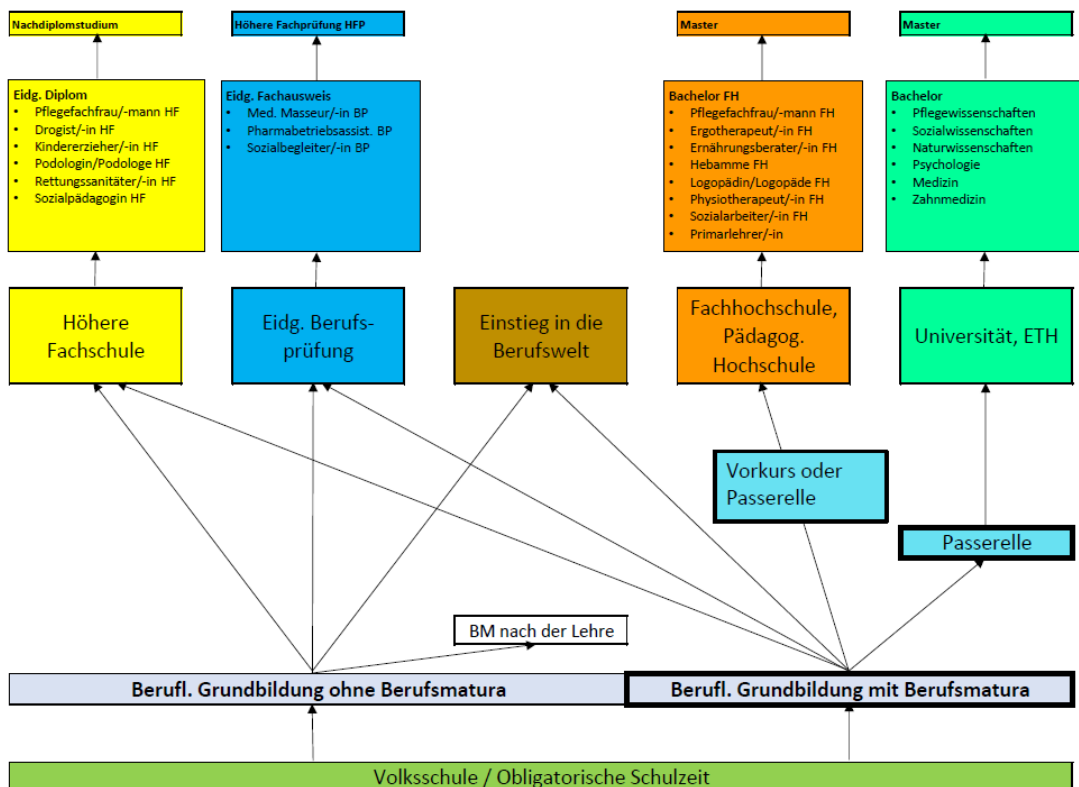 Nachdiplomstudium
Höhere Fachprüfung HFP
Master
Master
Eidg. Diplom
• Pflegefachfrau/-mann HF
• Drogist/-in HF
• Kindererzieher/-in HF
• Podologin/Podologe HF
• Rettungssanitäter/-in HF
• Sozialpädagogin HF
Eidg. Fachausweis
• Med. Masseur/-in BP
• Pharmabetriebsassist. BP
• Sozialbegleiter/-in BP
Bachelor FH
• Pflegefachfrau/-mann FH
• Ergotherapeut/-in FH
• Ernährungsberater/-in FH
• Hebamme FH
• Logopädin/Logopäde FH
• Physiotherapeut/-in FH
• Sozialarbeiter/-in FH
• Primarlehrer/-in
Bachelor
• Pflegewissenschaften
• Sozialwissenschaften
• Naturwissenschaften
• Psychologie
• Medizin
• Zahnmedizin
Höhere
Fachschule
Eidg. Berufs-
prüfung
Einstieg in die
Berufswelt
Fachhochschule,
Pädagog.
Hochschule
Universität, ETH
Vorkurs oder
Passerelle
Passerelle
BM nach der Lehre
Berufl. Grundbildung ohne Berufsmatura
Berufl. Grundbildung mit Berufsmatura
Volksschule / Obligatorische Schulzeit